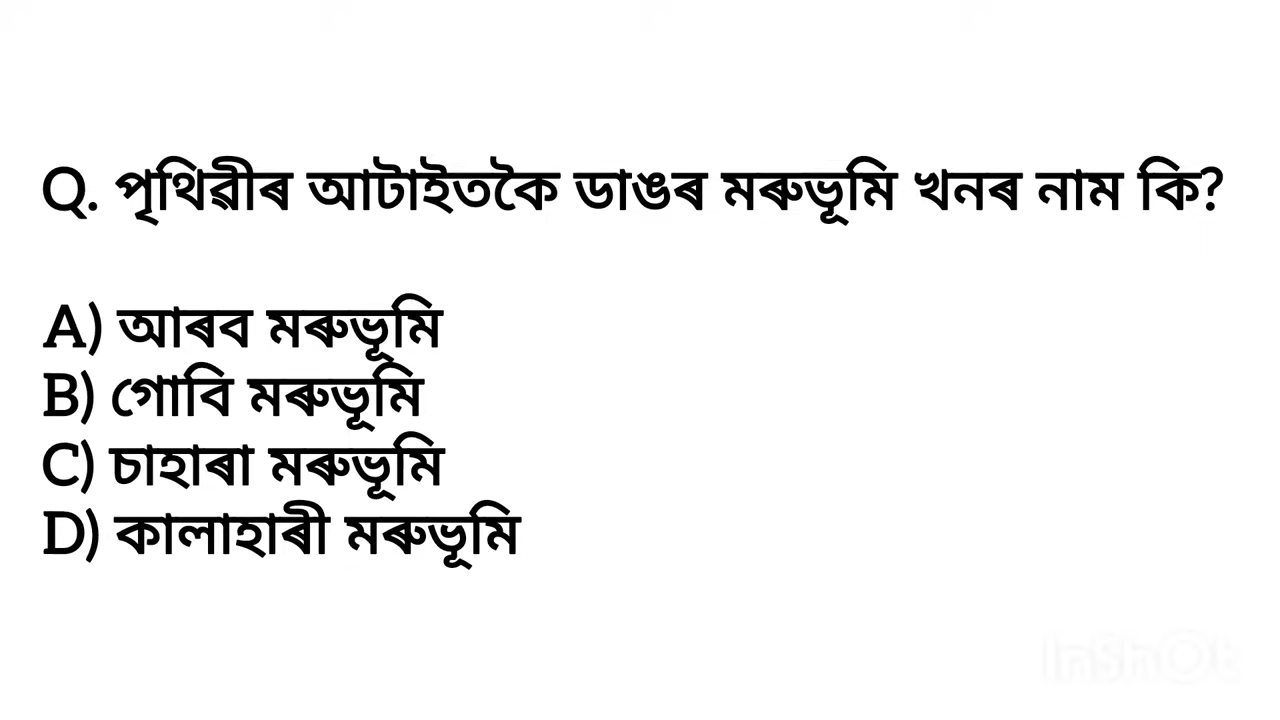 Q. পৃথিৱীৰ আটাইতকৈ ডাঙৰ মৰুভূমি খনৰ নাম কি?
A) আৰব মৰুভূমি
B) গোবি মৰুভূমি
C) চাহাৰা মৰুভূমি
D) কালাহাৰী মৰুভূমি
InShOt